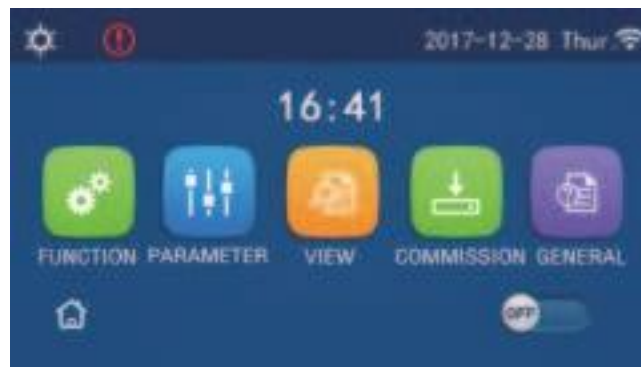 2017-12-28 Thur.
16:41
FUNCTION PARAMETER VIEW COMMISSION GENERAL
OFF